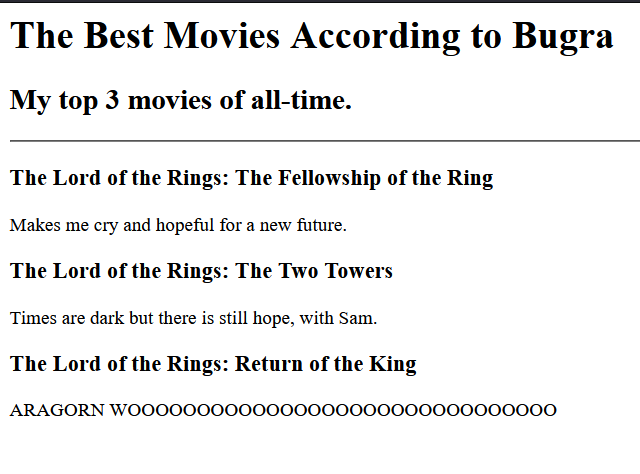 The Best Movies According to Bugra
My top 3 movies of all-time.
The Lord of the Rings: The Fellowship of the Ring
Makes me cry and hopeful for a new future.
The Lord of the Rings: The Two Towers
Times are dark but there is still hope, with Sam.
The Lord of the Rings: Return of the King
ARAGORN WOOOOOOOOOOOOOOOOOOOOOOOOOOOOOOO